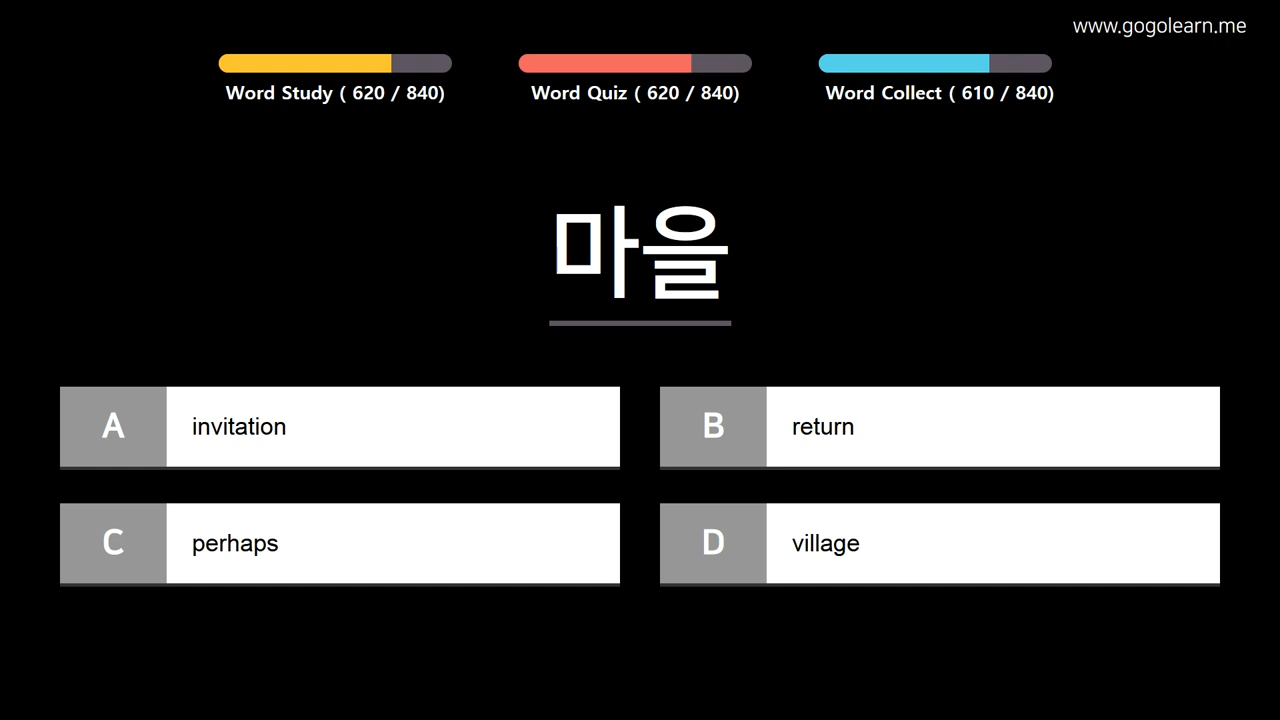 www.gogolearn.me
Word Study ( 620 / 840)
Word Quiz ( 620 / 840)
Word Collect ( 610 / 840)
마을
A invitation
B return
C perhaps
D village